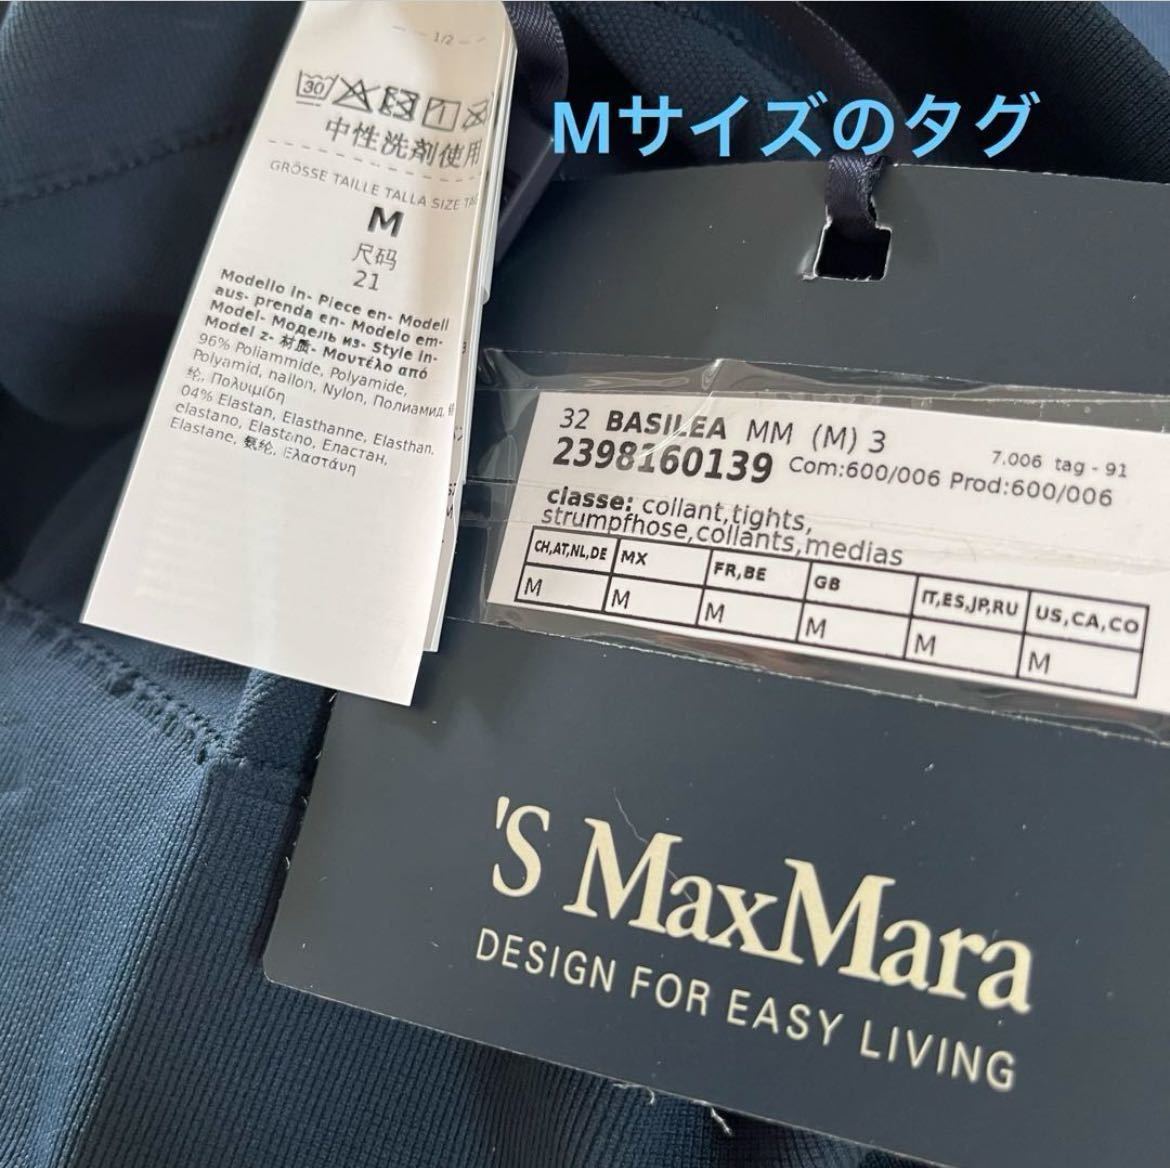 Mサイズのタグ
1/2
30
1
中性洗剤使用
GRÖSSE TAILLE TALLA SIZE
M
尺码
21
Modello In- Piece en- Modell
aus- prenda en- Modelo em-
Model- Модель из- Style in-
Model z- 材质- Μοντέλο από
96% Poliammide, Polyamide,
Polyamid, nailon, Nylon, Полиамид,
纶, Πολυμίδη
04% Elastan, Elasthanne, Elasthan,
elastano, Elastano, Еластан,
Elastane, 氨纶, Ελαστάνη
32 BASILEA MM (M) 3
7.006 tag - 91
2398160139 Com:600/006 Prod:600/006
classe: collant,tights,
strumpfhose,collants,medias
CH,AT,NL,DE MX FR,BE GB IT,ES,JP,RU US,CA,CO
M M M M M M
'S MaxMara
DESIGN FOR EASY LIVING